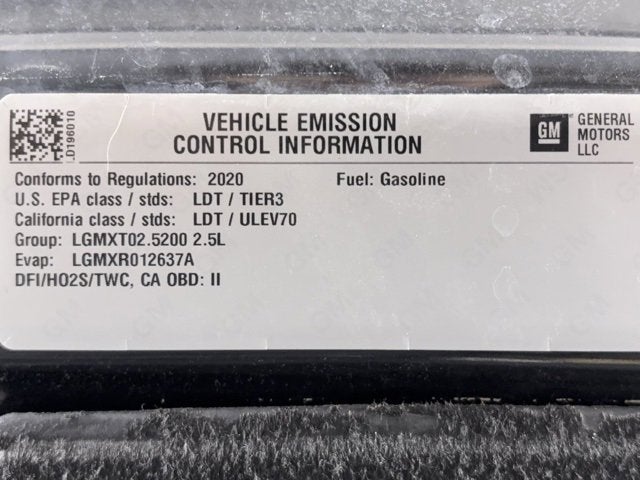 VEHICLE EMISSION
CONTROL INFORMATION
LD196010
GM
GENERAL
MOTORS
LLC
Conforms to Regulations: 2020 Fuel: Gasoline
U.S. EPA class / stds: LDT / TIER3
California class / stds: LDT / ULEV70
Group: LGMXT02.5200 2.5L
Evap: LGMXR012637A
DFI/HO2S/TWC, CA OBD: II